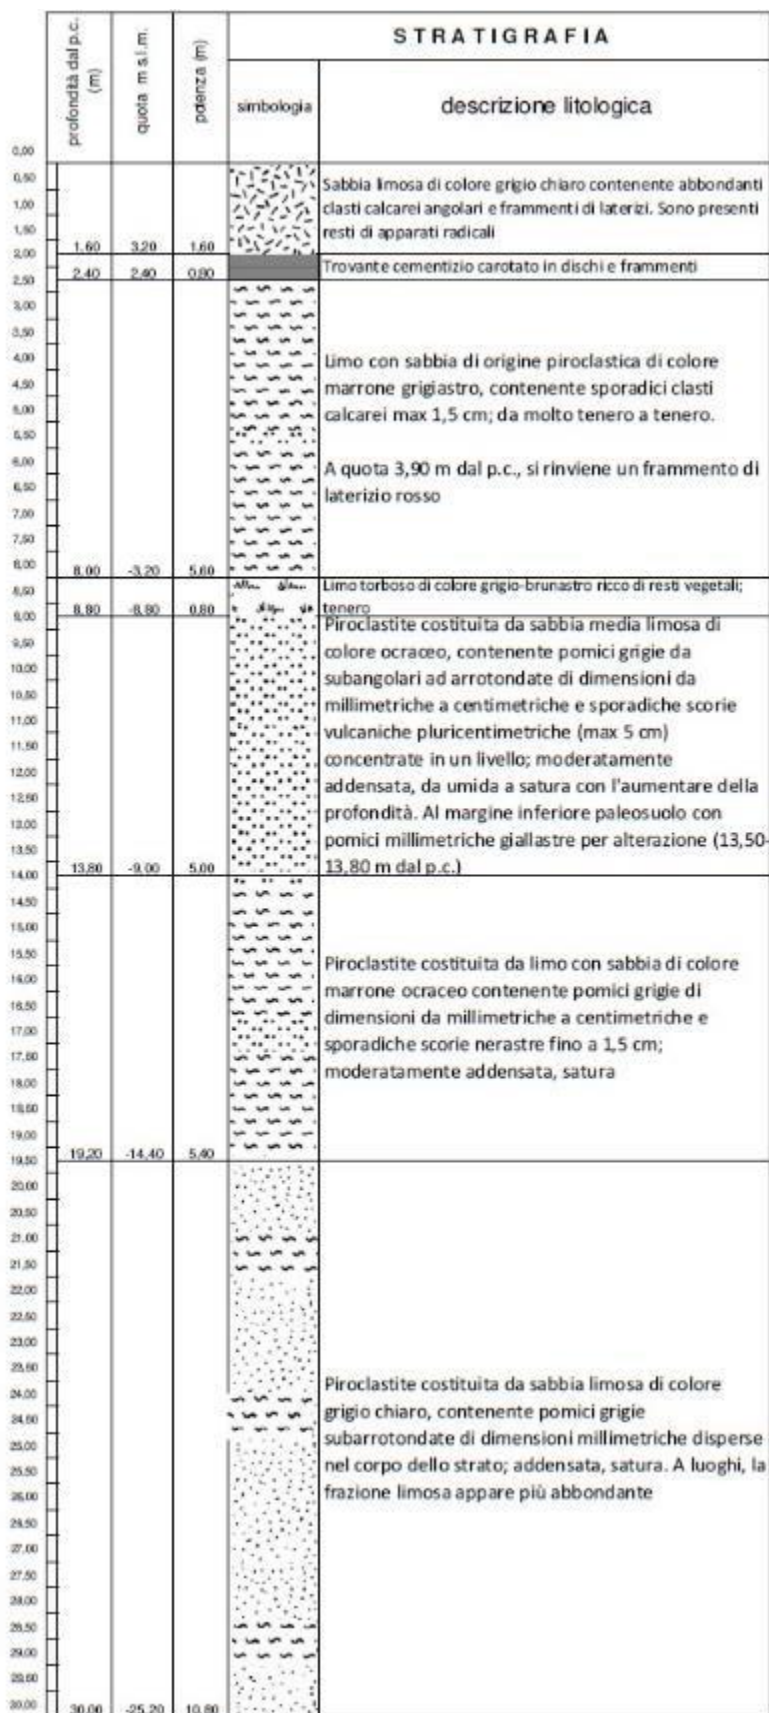 STRATIGRAFIA
profondità dal p.c.
(m)
quota m s.l.m.
potenza (m)
simbologia
descrizione litologica
0,00
0,50
1,00
1,50
2,00
2,50
3,00
3,50
4,00
4,50
5,00
5,50
6,00
6,50
7,00
7,50
8,00
8,50
9,00
9,50
10,00
10,50
11,00
11,50
12,00
12,50
13,00
13,50
14,00
14,50
15,00
15,50
16,00
16,50
17,00
17,50
18,00
18,50
19,00
19,50
20,00
20,50
21,00
21,50
22,00
22,50
23,00
23,50
24,00
24,50
25,00
25,50
26,00
26,50
27,00
27,50
28,00
28,50
29,00
29,50
30,00
Sabbia limosa di colore grigio chiaro contenente abbondanti
clasti calcarei angolari e frammenti di laterizi. Sono presenti
resti di apparati radicali
1,60 3,20 1,60
Trovante cementizio carotato in dischi e frammenti
2,40 2,40 0,80
Limo con sabbia di origine piroclastica di colore
marrone grigiastro, contenente sporadici clasti
calcarei max 1,5 cm; da molto tenero a tenero.
A quota 3,90 m dal p.c., si rinviene un frammento di
laterizio rosso
8,00 -3,20 5,60
Limo torboso di colore grigio-brunastro ricco di resti vegetali;
tenero
8,80 -8,80 0,80
Piroclastite costituita da sabbia media limosa di
colore ocraceo, contenente pomici grigie da
subangolari ad arrotondate di dimensioni da
millimetriche a centimetriche e sporadiche scorie
vulcaniche pluricentimetriche (max 5 cm)
concentrate in un livello; moderatamente
addensata, da umida a satura con l'aumentare della
profondità. Al margine inferiore paleosuolo con
pomici millimetriche giallastre per alterazione (13,50-
13,80 m dal p.c.)
13,80 -9,00 5,00
Piroclastite costituita da limo con sabbia di colore
marrone ocraceo contenente pomici grigie di
dimensioni da millimetriche a centimetriche e
sporadiche scorie nerastre fino a 1,5 cm;
moderatamente addensata, satura
19,20 -14,40 5,40
Piroclastite costituita da sabbia limosa di colore
grigio chiaro, contenente pomici grigie
subarrotondate di dimensioni millimetriche disperse
nel corpo dello strato; addensata, satura. A luoghi, la
frazione limosa appare più abbondante
30,00 -25,20 10,80